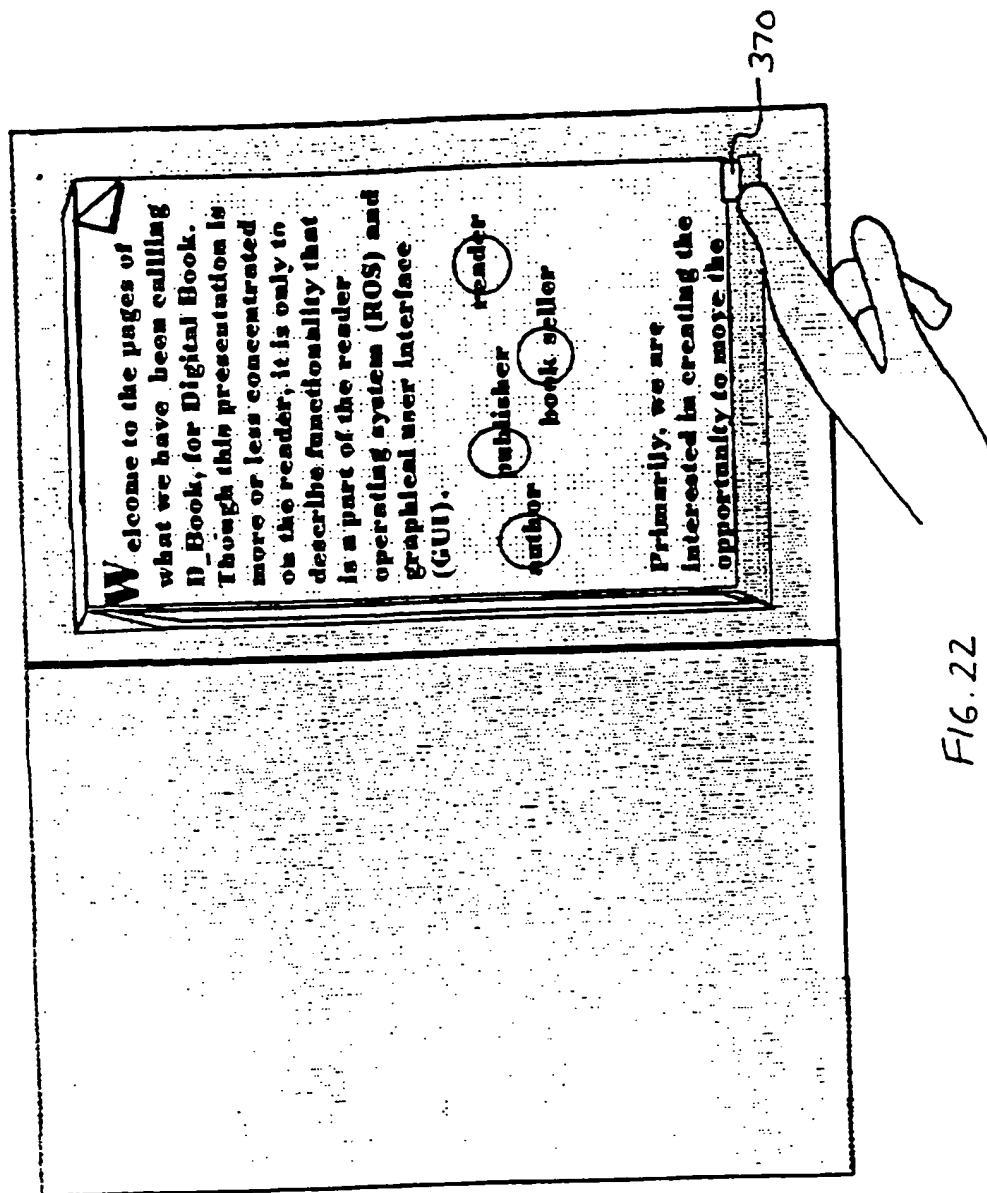 Welcome to the pages of
what we have been callling
D_Book, for Digital Book.
Though this presentation is
more or less concentrated
on the reader, it is only to
describe functionality that
is a part of the reader
operating system (ROS) and
graphical user interface
(GUI).
author
publisher
book seller
reader
Primarily, we are
interested in creating the
opportunity to move the
370
FIG. 22